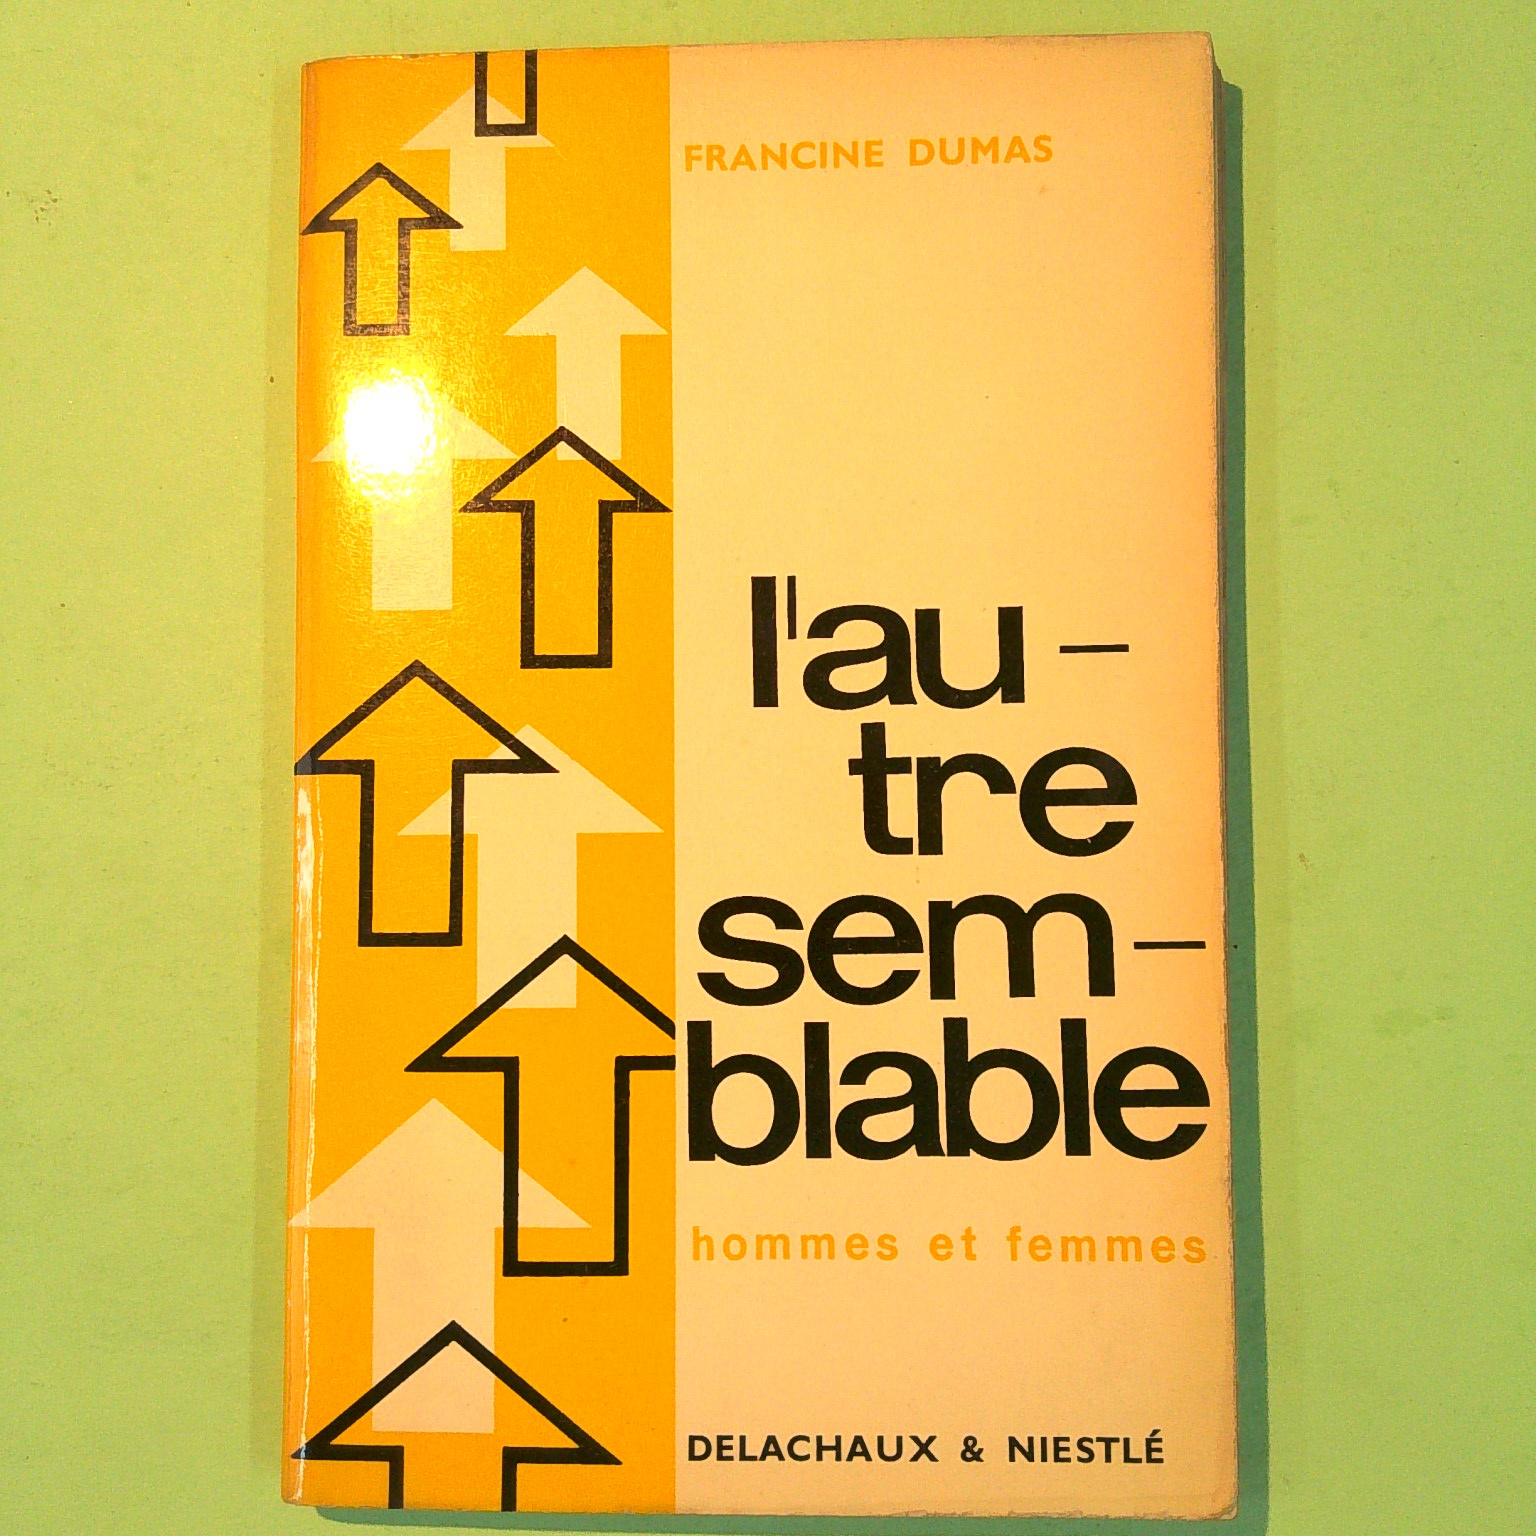 FRANCINE DUMAS
l'au-
tre
sem-
blable
hommes et femmes
DELACHAUX & NIESTLÉ